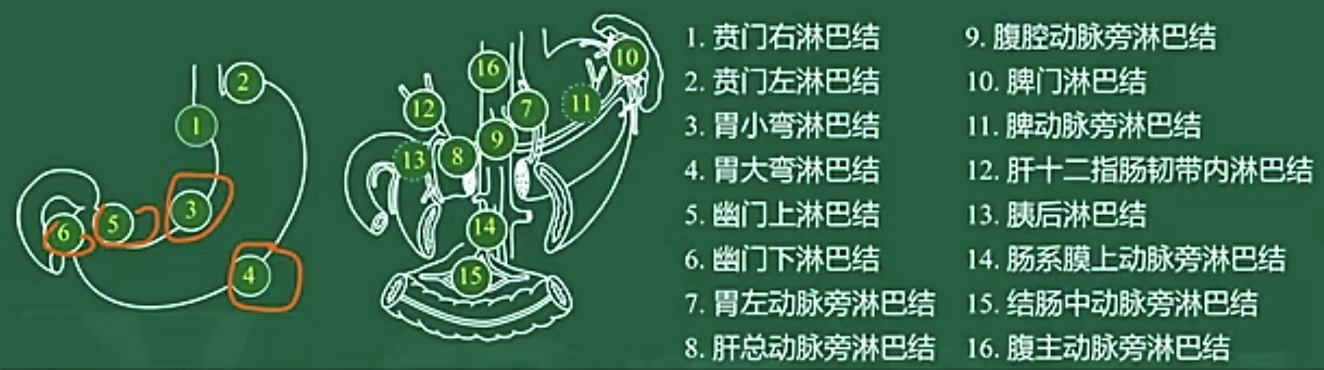 1
2
3
4
5
6
7
8
9
10
11
12
13
14
15
16
1. 贲门右淋巴结
2. 贲门左淋巴结
3. 胃小弯淋巴结
4. 胃大弯淋巴结
5. 幽门上淋巴结
6. 幽门下淋巴结
7. 胃左动脉旁淋巴结
8. 肝总动脉旁淋巴结
9. 腹腔动脉旁淋巴结
10. 脾门淋巴结
11. 脾动脉旁淋巴结
12. 肝十二指肠韧带内淋巴结
13. 胰后淋巴结
14. 肠系膜上动脉旁淋巴结
15. 结肠中动脉旁淋巴结
16. 腹主动脉旁淋巴结